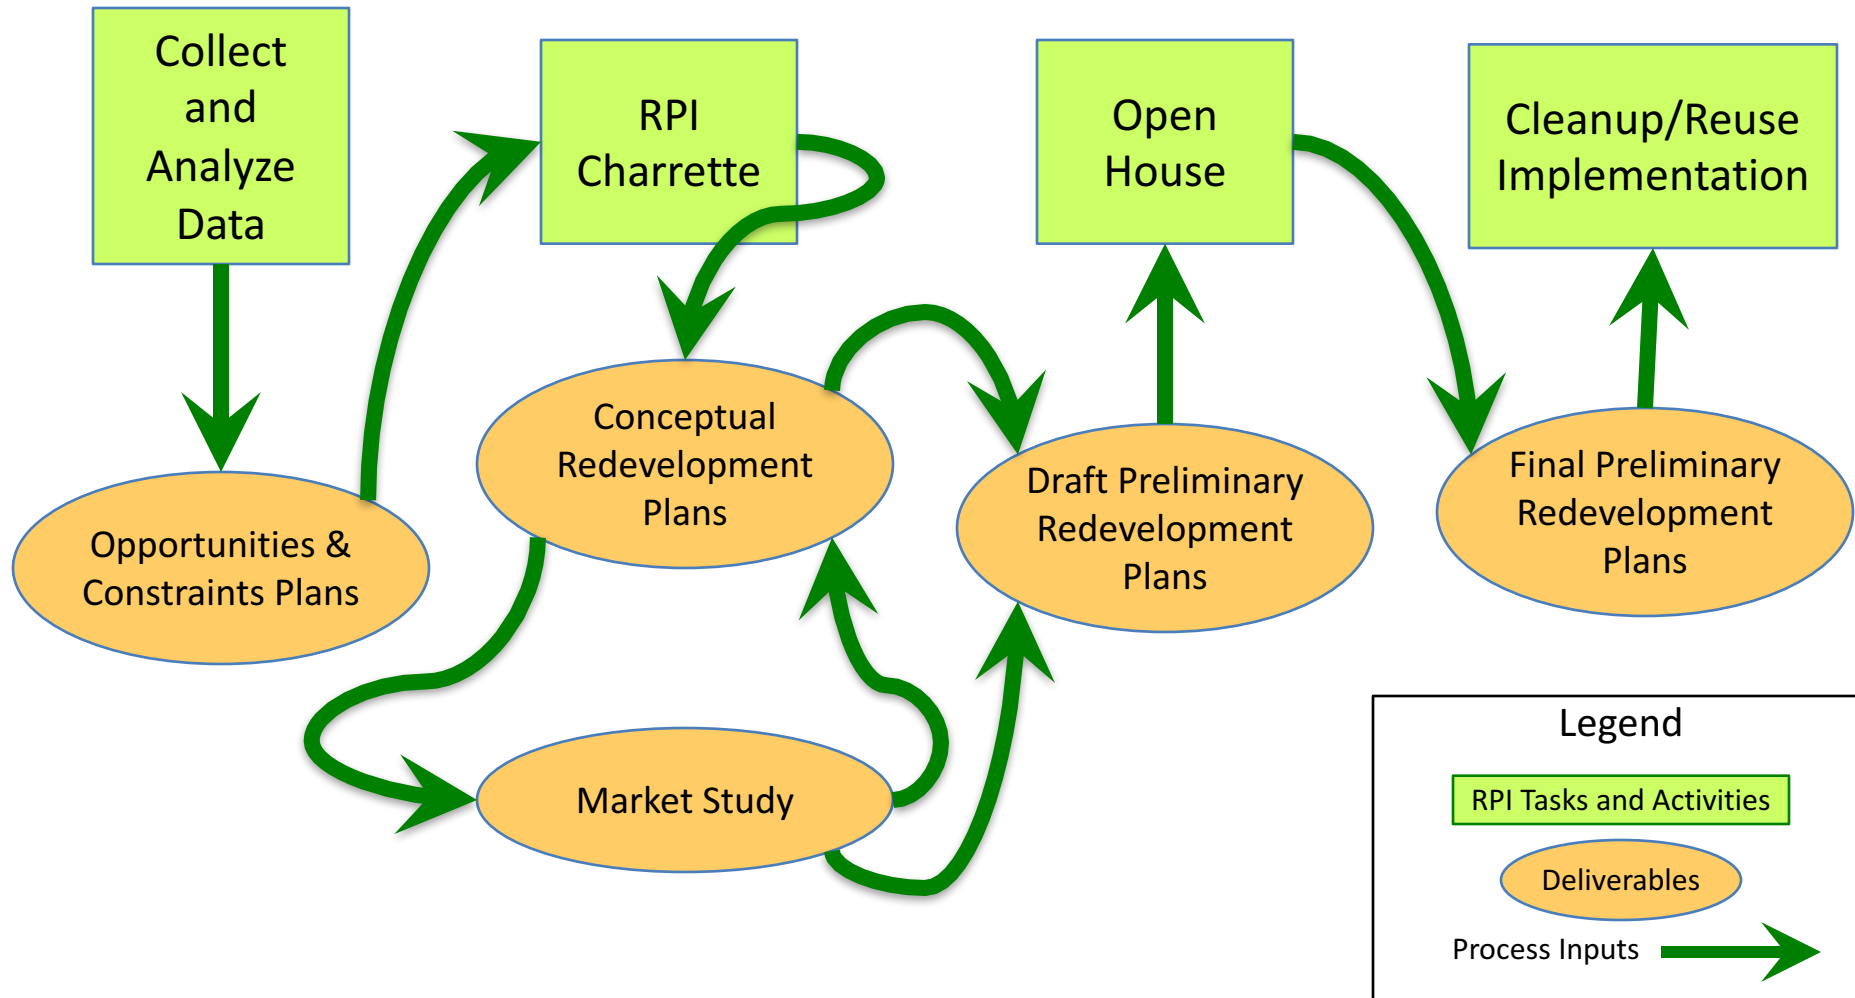 Collect
and
Analyze
Data
RPI
Charrette
Open
House
Cleanup/Reuse
Implementation
Opportunities &
Constraints Plans
Conceptual
Redevelopment
Plans
Draft Preliminary
Redevelopment
Plans
Final Preliminary
Redevelopment
Plans
Market Study
Legend
RPI Tasks and Activities
Deliverables
Process Inputs